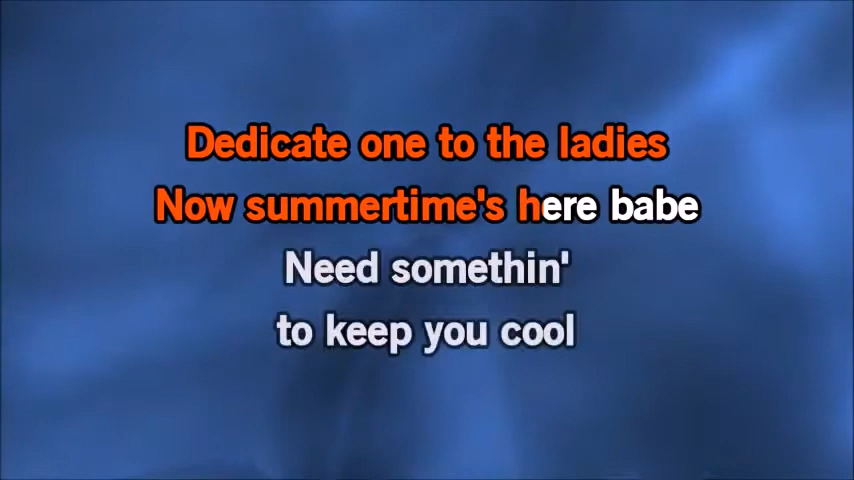 Dedicate one to the ladies
Now summertime's here babe
Need somethin'
to keep you cool